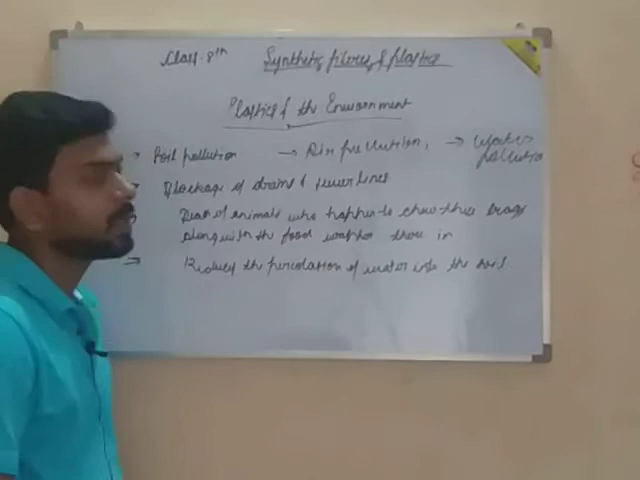 Class. 8th Synthetic fibres & plastics
Plastics & the Environment
→ Soil pollution → Air pollution, → Water pollution
Blockage of drains & sewer lines
Death of animals who happen to chew these bags
along with the food wrapped there in
⇒ Reduces the percolation of water into the soil